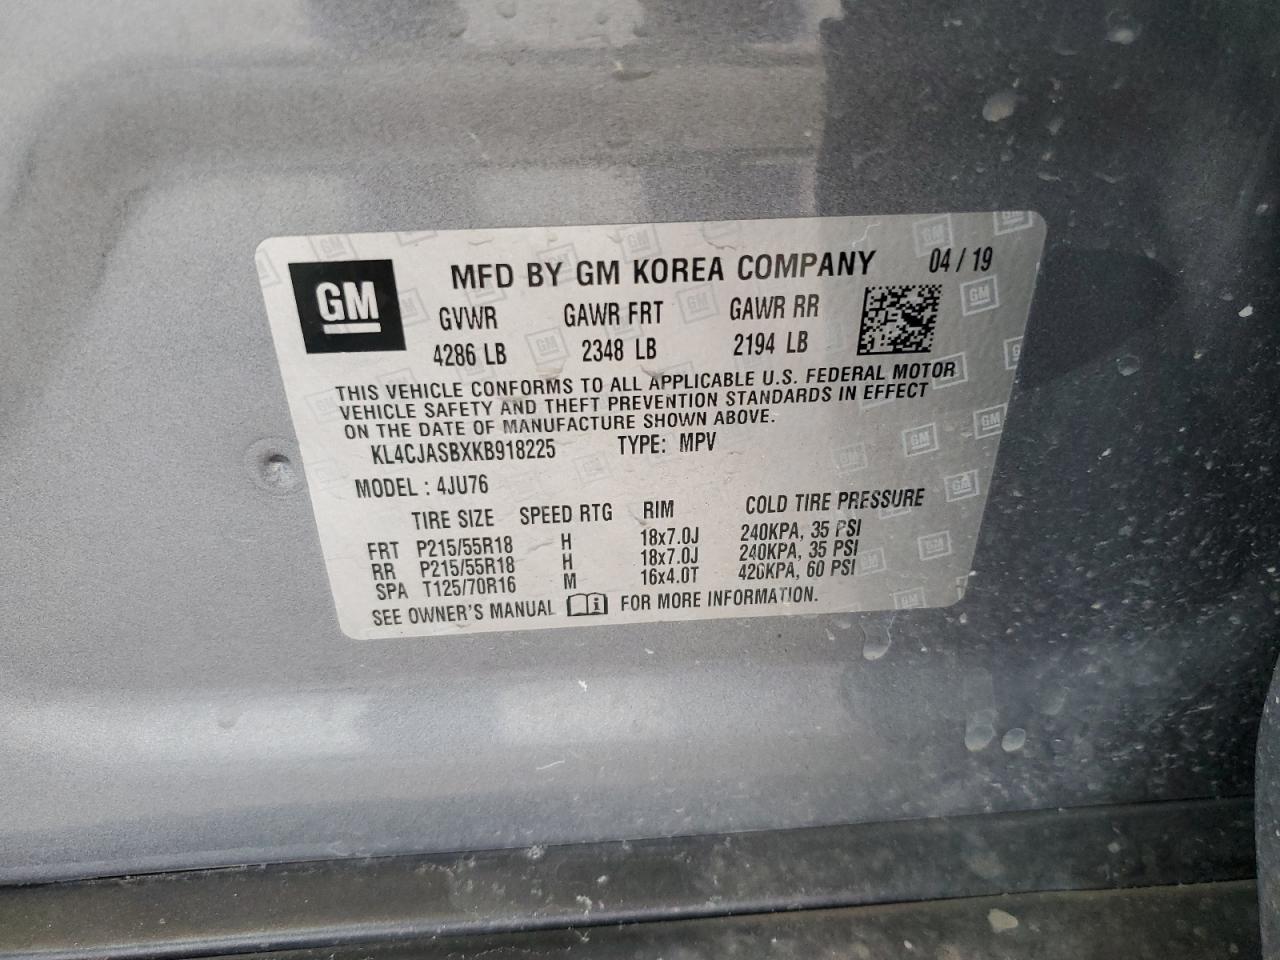 GM
MFD BY GM KOREA COMPANY 04 / 19
GVWR GAWR FRT GAWR RR
4286 LB 2348 LB 2194 LB
THIS VEHICLE CONFORMS TO ALL APPLICABLE U.S. FEDERAL MOTOR
VEHICLE SAFETY AND THEFT PREVENTION STANDARDS IN EFFECT
ON THE DATE OF MANUFACTURE SHOWN ABOVE.
KL4CJASBXKB918225 TYPE: MPV
MODEL : 4JU76
TIRE SIZE SPEED RTG RIM COLD TIRE PRESSURE
FRT P215/55R18 H 18x7.0J 240KPA, 35 PSI
RR P215/55R18 H 18x7.0J 240KPA, 35 PSI
SPA T125/70R16 M 16x4.0T 420KPA, 60 PSI
SEE OWNER'S MANUAL FOR MORE INFORMATION.